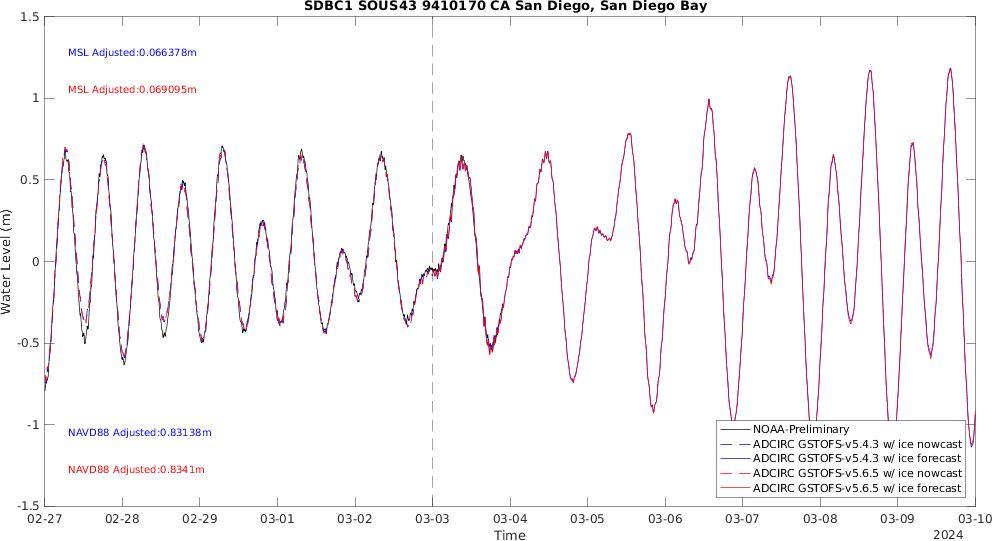 SDBC1 SOUS43 9410170 CA San Diego, San Diego Bay
1.5
MSL Adjusted:0.066378m
MSL Adjusted:0.069095m
1
0.5
0
-0.5
-1
-1.5
Water Level (m)
NAVD88 Adjusted:0.83138m
NAVD88 Adjusted:0.8341m
NOAA-Preliminary
ADCIRC GSTOFS-v5.4.3 w/ ice nowcast
ADCIRC GSTOFS-v5.4.3 w/ ice forecast
ADCIRC GSTOFS-v5.6.5 w/ ice nowcast
ADCIRC GSTOFS-v5.6.5 w/ ice forecast
02-27 02-28 02-29 03-01 03-02 03-03 03-04 03-05 03-06 03-07 03-08 03-09 03-10
Time
2024